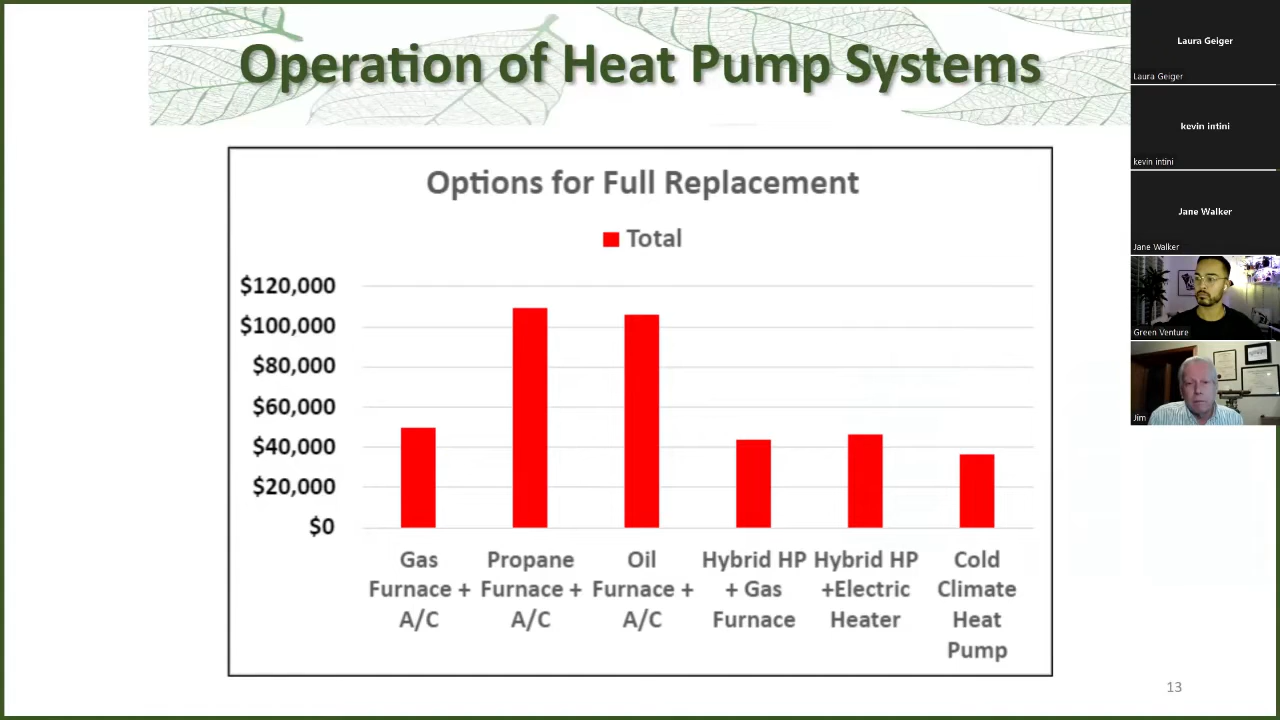 Operation of Heat Pump Systems
Options for Full Replacement
Total
$120,000
$100,000
$80,000
$60,000
$40,000
$20,000
$0
Gas
Furnace +
A/C
Propane
Furnace +
A/C
Oil
Furnace +
A/C
Hybrid HP
+ Gas
Furnace
Hybrid HP
+Electric
Heater
Cold
Climate
Heat
Pump
13
Laura Geiger
Laura Geiger
kevin intini
kevin intini
Jane Walker
Jane Walker
Green Venture
Jim